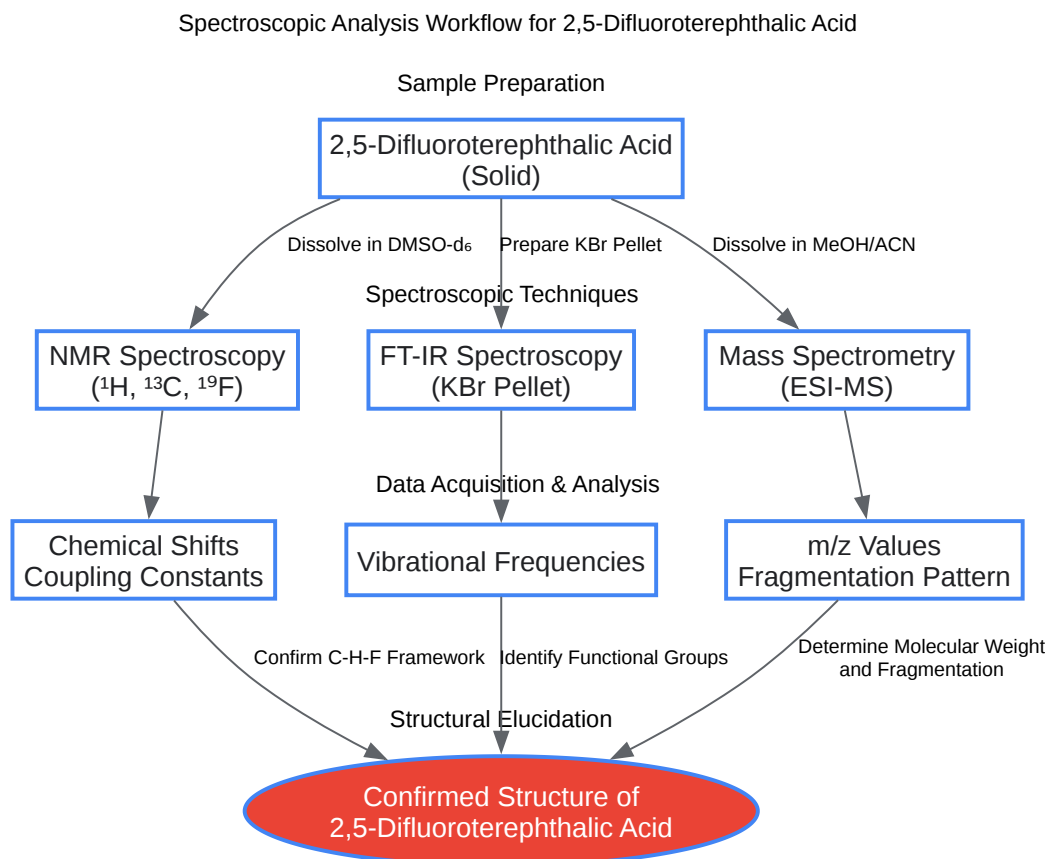 Spectroscopic Analysis Workflow for 2,5-Difluoroterephthalic Acid
Sample Preparation
2,5-Difluoroterephthalic Acid
(Solid)
Dissolve in DMSO-d₆
Prepare KBr Pellet
Dissolve in MeOH/ACN
Spectroscopic Techniques
NMR Spectroscopy
(¹H, ¹³C, ¹⁹F)
FT-IR Spectroscopy
(KBr Pellet)
Mass Spectrometry
(ESI-MS)
Data Acquisition & Analysis
Chemical Shifts
Coupling Constants
Vibrational Frequencies
m/z Values
Fragmentation Pattern
Confirm C-H-F Framework
Identify Functional Groups
Determine Molecular Weight
and Fragmentation
Structural Elucidation
Confirmed Structure of
2,5-Difluoroterephthalic Acid